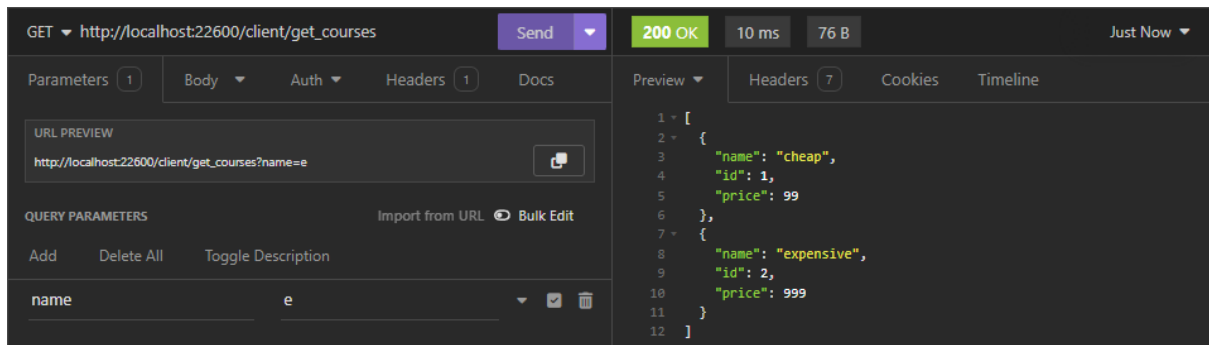 GET http://localhost:22600/client/get_courses Send
200 OK 10 ms 76 B Just Now
Parameters 1 Body Auth Headers 1 Docs
Preview Headers 7 Cookies Timeline
URL PREVIEW
http://localhost:22600/client/get_courses?name=e
QUERY PARAMETERS Import from URL Bulk Edit
Add Delete All Toggle Description
name e
1 [
2 {
3 "name": "cheap",
4 "id": 1,
5 "price": 99
6 },
7 {
8 "name": "expensive",
9 "id": 2,
10 "price": 999
11 }
12 ]